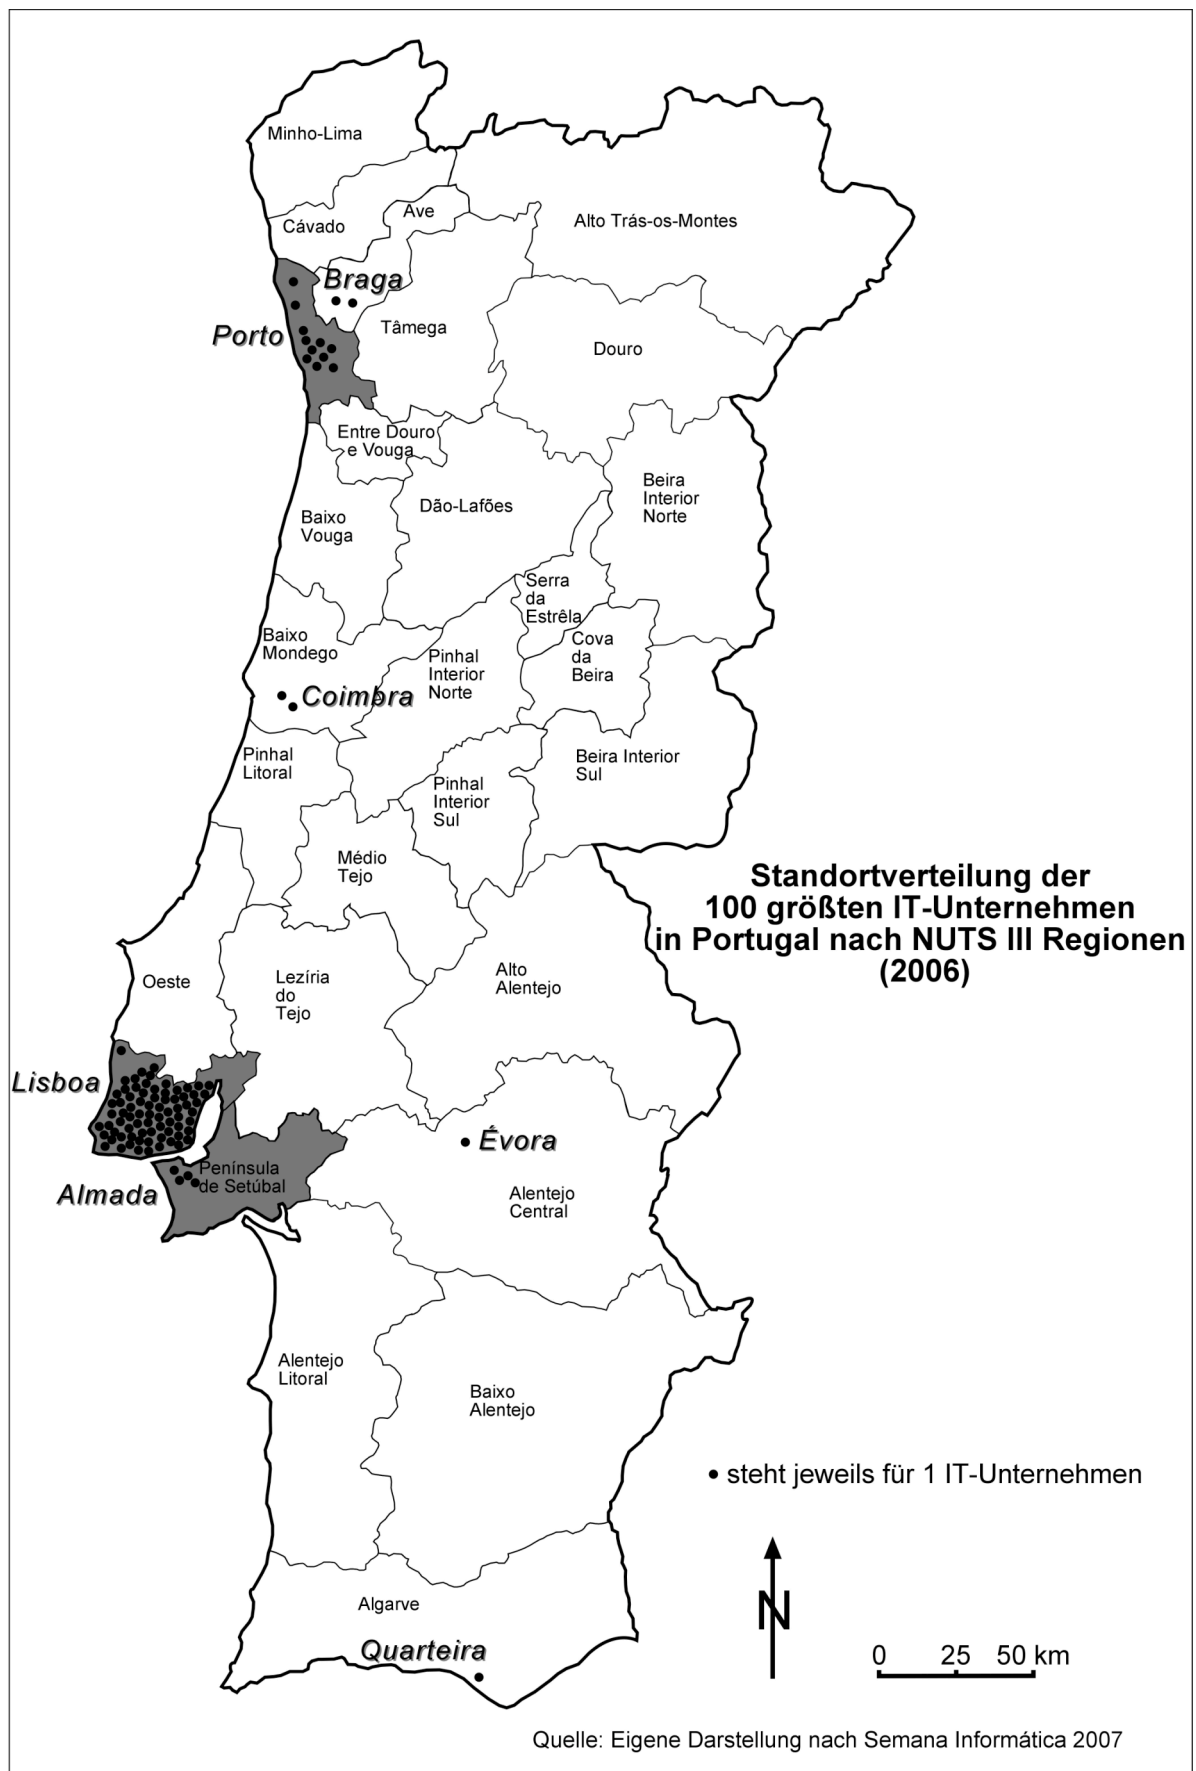 Minho-Lima
Cávado
Ave
Alto Trás-os-Montes
Braga
Porto
Tâmega
Douro
Entre Douro
e Vouga
Beira
Interior
Norte
Dão-Lafões
Baixo
Vouga
Serra
da
Estrêla
Baixo
Mondego
Cova
da
Beira
Pinhal
Interior
Norte
Coimbra
Pinhal
Litoral
Beira Interior
Sul
Pinhal
Interior
Sul
Médio
Tejo
Standortverteilung der
100 größten IT-Unternehmen
in Portugal nach NUTS III Regionen
(2006)
Oeste
Lezíria
do
Tejo
Alto
Alentejo
Lisboa
Évora
Península
de Setúbal
Almada
Alentejo
Central
Alentejo
Litoral
Baixo
Alentejo
steht jeweils für 1 IT-Unternehmen
Algarve
N
Quarteira
0 25 50 km
Quelle: Eigene Darstellung nach Semana Informática 2007